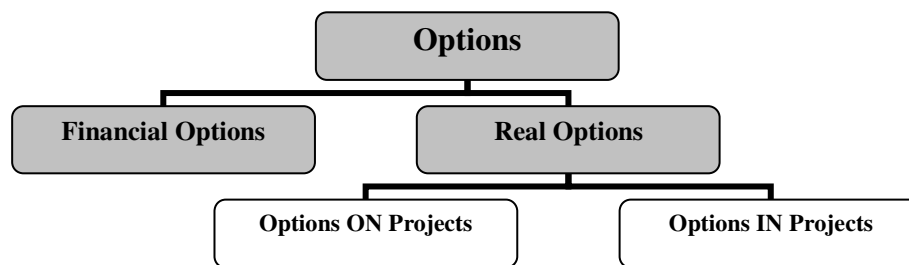 Options
Financial Options
Real Options
Options ON Projects
Options IN Projects